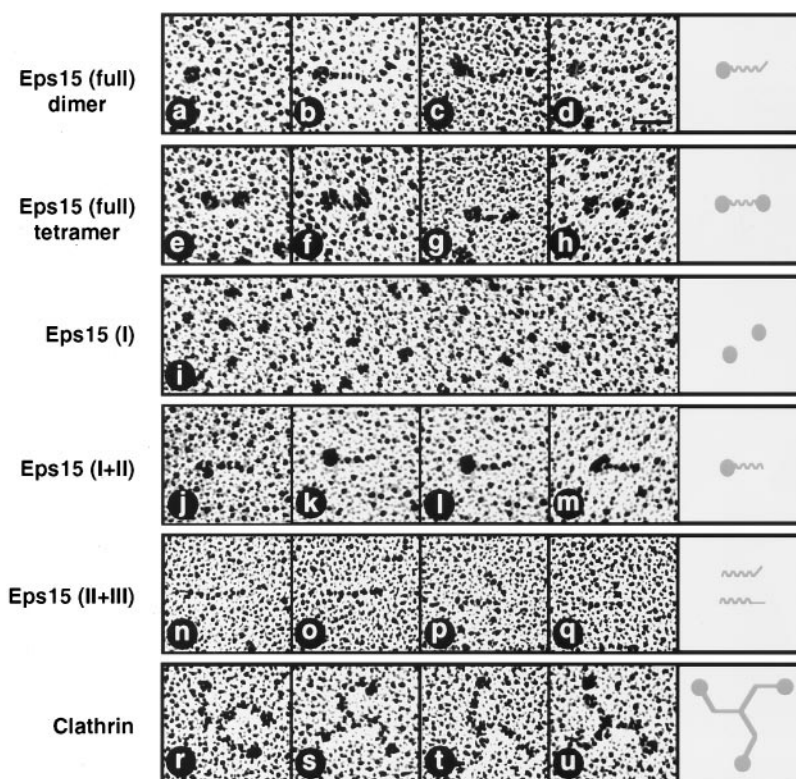 Eps15 (full)
dimer
a b c d
Eps15 (full)
tetramer
e f g h
Eps15 (I)
i
Eps15 (I+II)
j k l m
Eps15 (II+III)
n o p q
Clathrin
r s t u